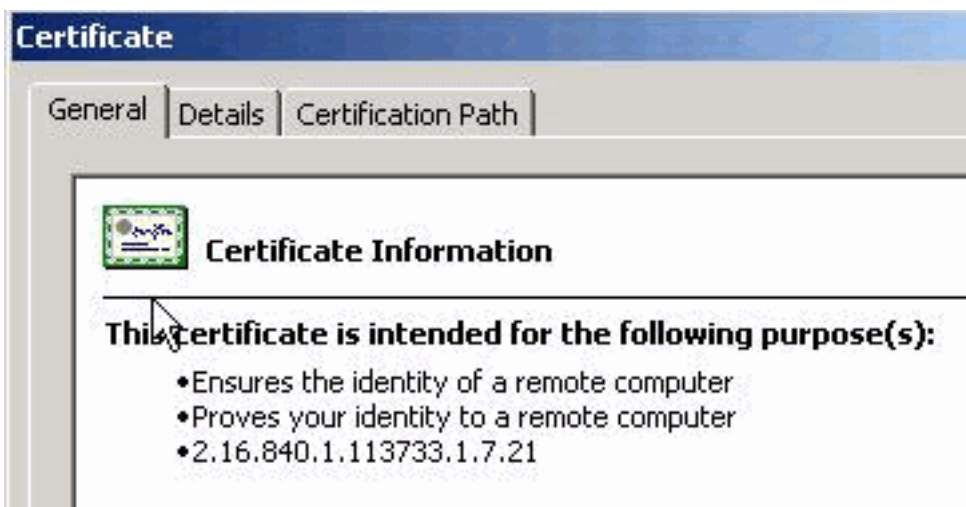 Certificate
General Details Certification Path
Certificate Information
This certificate is intended for the following purpose(s):
•Ensures the identity of a remote computer
•Proves your identity to a remote computer
•2.16.840.1.113733.1.7.21